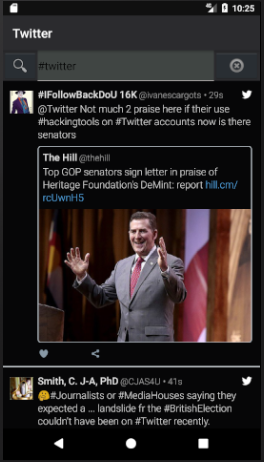 10:25
Twitter
#twitter
#IFollowBackDoU 16K @ivanescargots • 29s
@Twitter Not much 2 praise here if their use
#hackingtools on #Twitter accounts now is there
senators
The Hill @thehill
Top GOP senators sign letter in praise of
Heritage Foundation's DeMint: report hill.cm/
rcUwnH5
Smith, C. J-A, PhD @CJAS4U • 41s
🤔#Journalists or #MediaHouses saying they
expected a ... landslide fr the #BritishElection
couldn't have been on #Twitter recently.